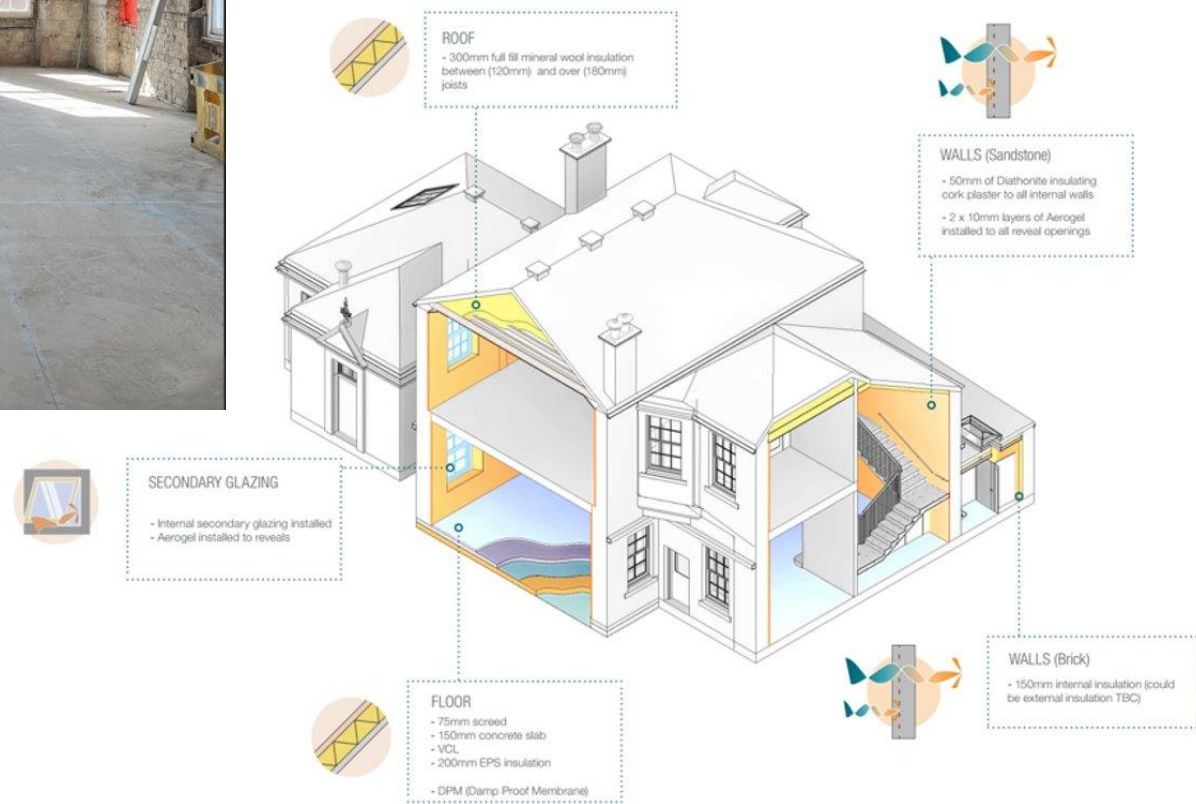 ROOF
- 300mm full fill mineral wool insulation
between (120mm) and over (180mm)
joists
WALLS (Sandstone)
- 50mm of Diathonite insulating
cork plaster to all internal walls
- 2 x 10mm layers of Aerogel
installed to all reveal openings
SECONDARY GLAZING
- Internal secondary glazing installed
- Aerogel installed to reveals
FLOOR
- 75mm screed
- 150mm concrete slab
- VCL
- 200mm EPS insulation
- DPM (Damp Proof Membrane)
WALLS (Brick)
- 150mm internal insulation (could
be external insulation TBC)